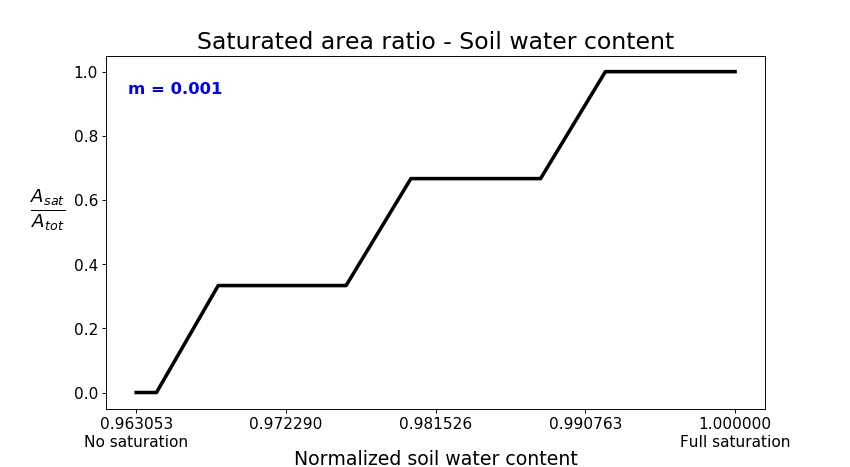 Saturated area ratio - Soil water content
m = 0.001
1.0
0.8
0.6
0.4
0.2
0.0
A_sat
A_tot
0.963053 0.972290 0.981526 0.990763 1.000000
No saturation Full saturation
Normalized soil water content